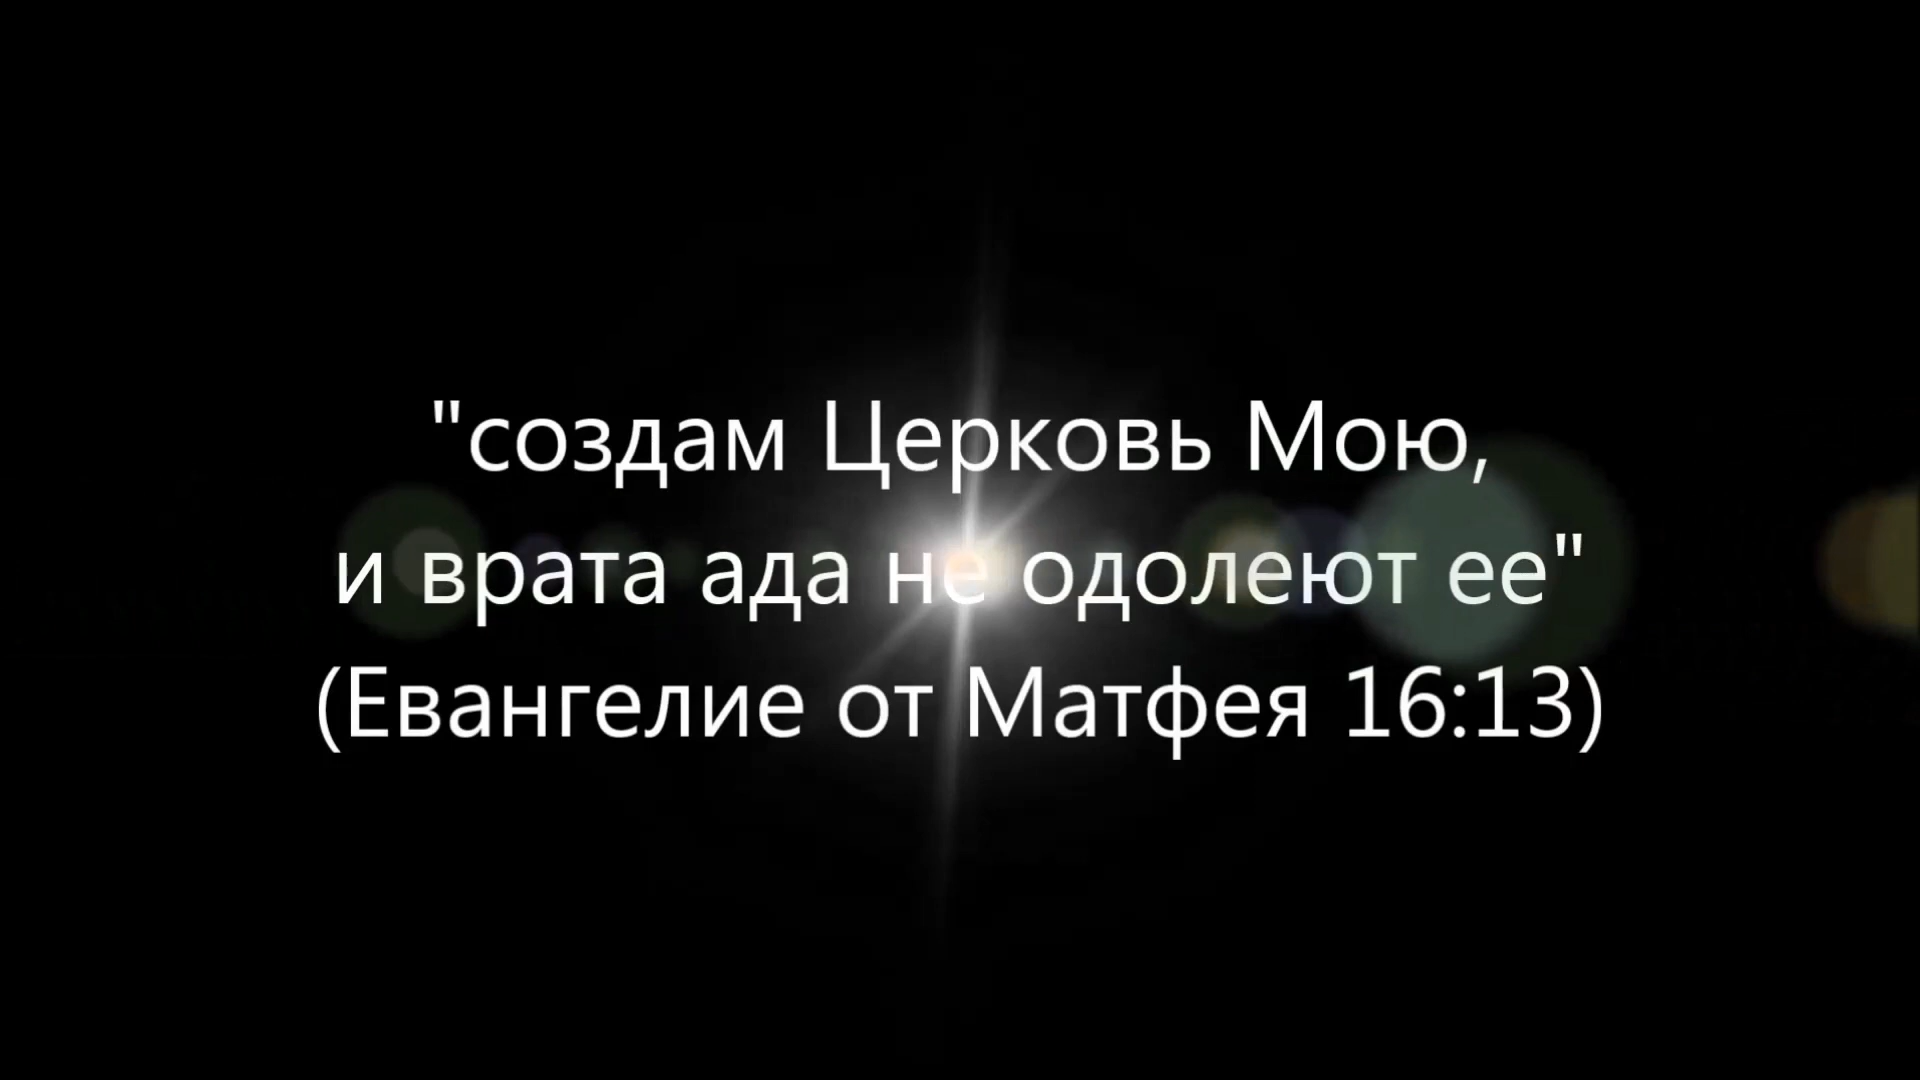 "создам Церковь Мою,
и врата ада не одолеют ее"
(Евангелие от Матфея 16:13)